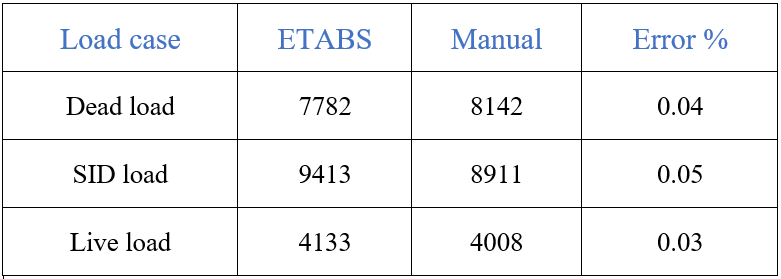 Load case ETABS Manual Error %
Dead load 7782 8142 0.04
SID load 9413 8911 0.05
Live load 4133 4008 0.03